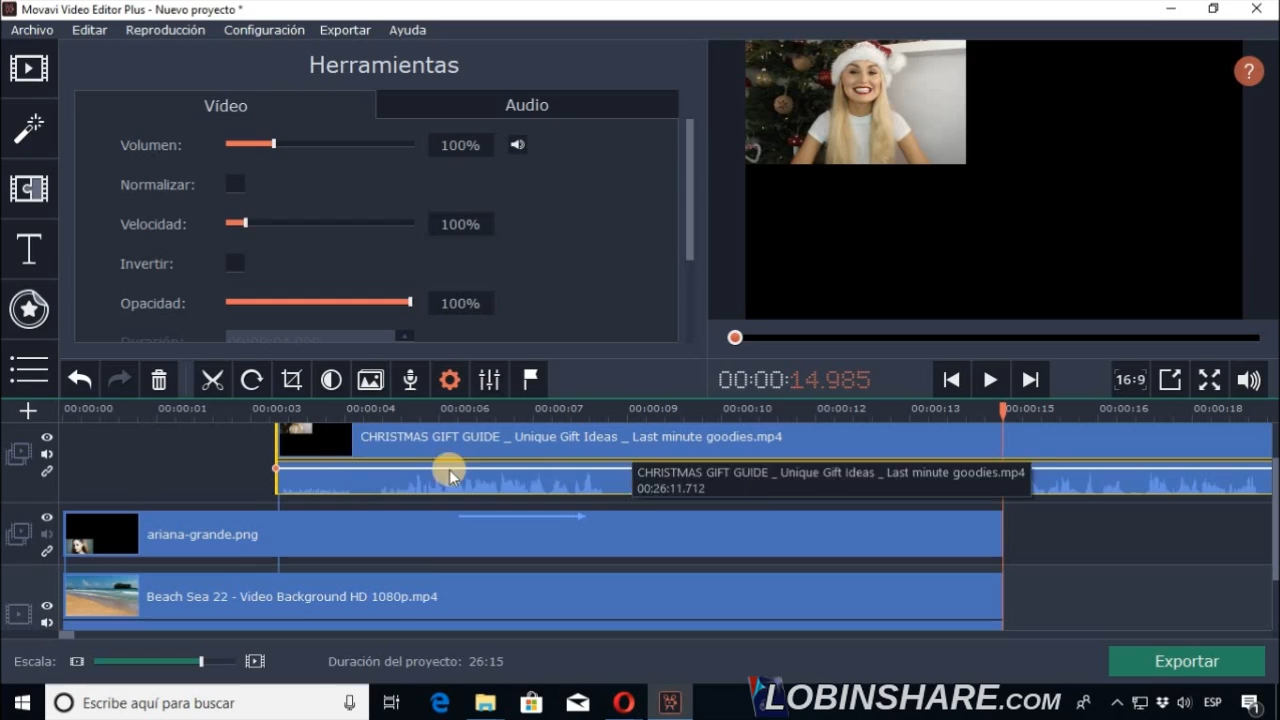 Movavi Video Editor Plus - Nuevo proyecto *
Archivo Editar Reproducción Configuración Exportar Ayuda
Herramientas
Vídeo Audio
Volumen: 100%
Normalizar:
Velocidad: 100%
Invertir:
Opacidad: 100%
?
00:00:14.985
16:9
00:00:00 00:00:01 00:00:03 00:00:04 00:00:06 00:00:07 00:00:09 00:00:10 00:00:12 00:00:13 00:00:15 00:00:16 00:00:18
CHRISTMAS GIFT GUIDE _ Unique Gift Ideas _ Last minute goodies.mp4
CHRISTMAS GIFT GUIDE _ Unique Gift Ideas _ Last minute goodies.mp4
00:26:11.712
ariana-grande.png
Beach Sea 22 - Video Background HD 1080p.mp4
Escala: Duración del proyecto: 26:15 Exportar
Escribe aquí para buscar
LOBINSHARE.COM
ESP
1